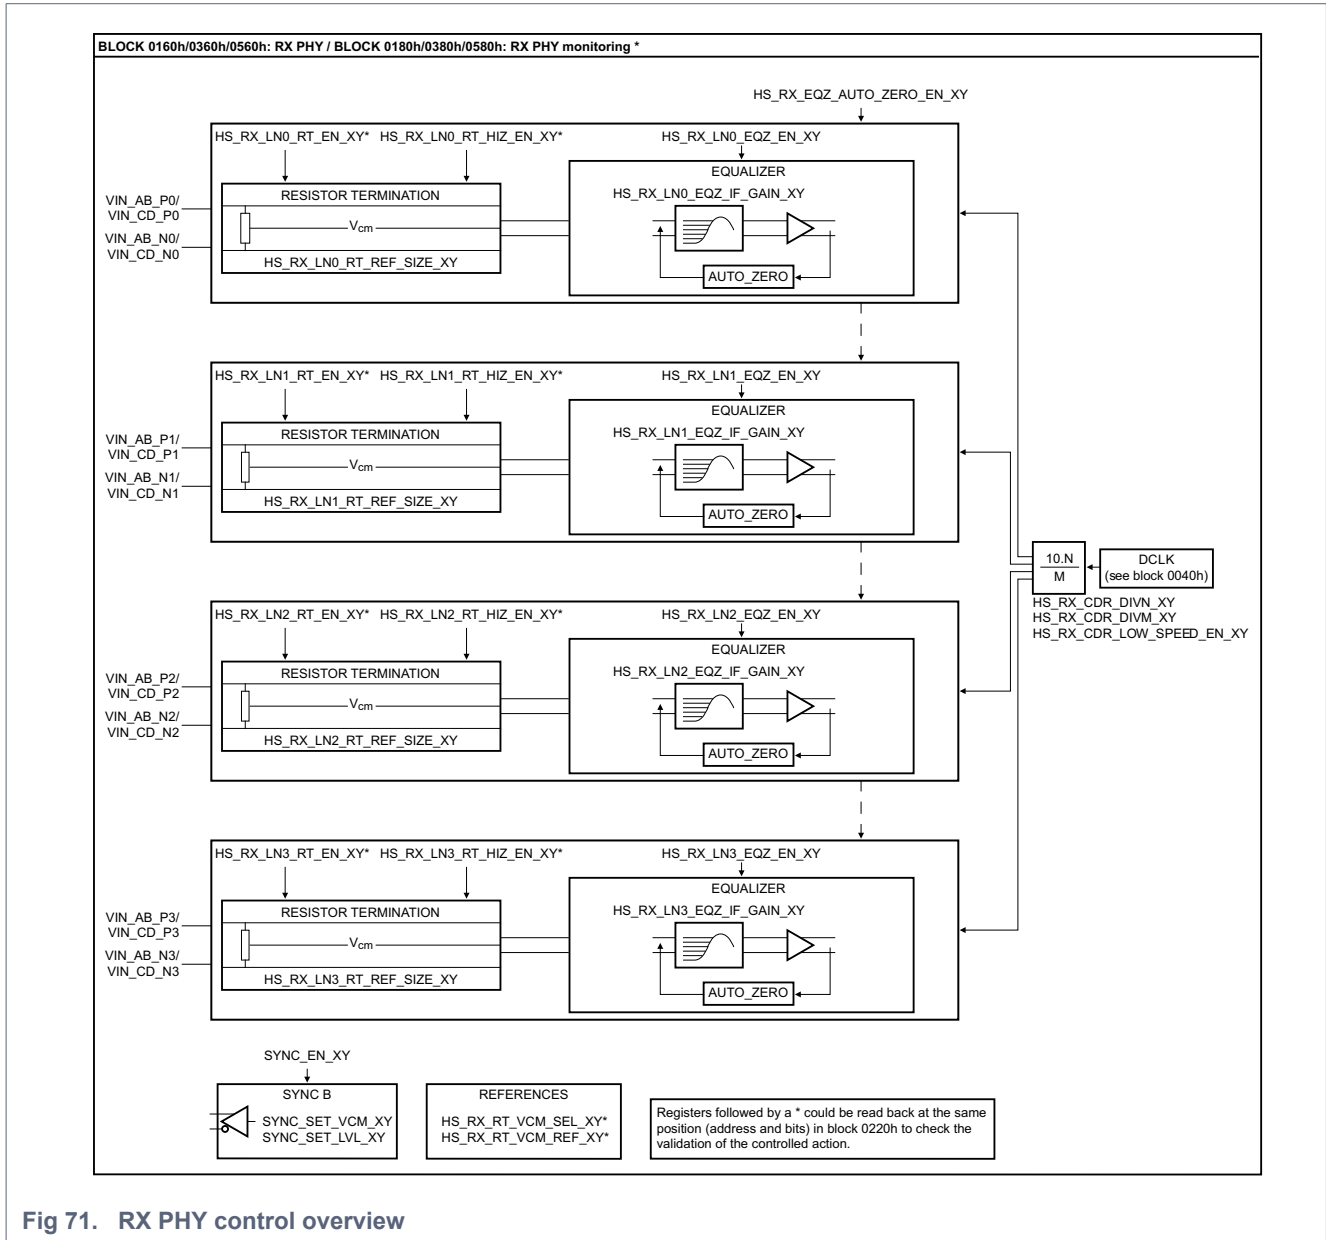 BLOCK 0160h/0360h/0560h: RX PHY / BLOCK 0180h/0380h/0580h: RX PHY monitoring *
HS_RX_EQZ_AUTO_ZERO_EN_XY
HS_RX_LN0_RT_EN_XY* HS_RX_LN0_RT_HIZ_EN_XY* HS_RX_LN0_EQZ_EN_XY
EQUALIZER
RESISTOR TERMINATION
HS_RX_LN0_EQZ_IF_GAIN_XY
VIN_AB_P0/
VIN_CD_P0
Vcm
VIN_AB_N0/
VIN_CD_N0
HS_RX_LN0_RT_REF_SIZE_XY
AUTO_ZERO
HS_RX_LN1_RT_EN_XY* HS_RX_LN1_RT_HIZ_EN_XY* HS_RX_LN1_EQZ_EN_XY
EQUALIZER
RESISTOR TERMINATION
HS_RX_LN1_EQZ_IF_GAIN_XY
VIN_AB_P1/
VIN_CD_P1
Vcm
VIN_AB_N1/
VIN_CD_N1
HS_RX_LN1_RT_REF_SIZE_XY
AUTO_ZERO
10.N
M
DCLK
(see block 0040h)
HS_RX_CDR_DIVN_XY
HS_RX_CDR_DIVM_XY
HS_RX_CDR_LOW_SPEED_EN_XY
HS_RX_LN2_RT_EN_XY* HS_RX_LN2_RT_HIZ_EN_XY* HS_RX_LN2_EQZ_EN_XY
EQUALIZER
RESISTOR TERMINATION
HS_RX_LN2_EQZ_IF_GAIN_XY
VIN_AB_P2/
VIN_CD_P2
Vcm
VIN_AB_N2/
VIN_CD_N2
HS_RX_LN2_RT_REF_SIZE_XY
AUTO_ZERO
HS_RX_LN3_RT_EN_XY* HS_RX_LN3_RT_HIZ_EN_XY* HS_RX_LN3_EQZ_EN_XY
EQUALIZER
RESISTOR TERMINATION
HS_RX_LN3_EQZ_IF_GAIN_XY
VIN_AB_P3/
VIN_CD_P3
Vcm
VIN_AB_N3/
VIN_CD_N3
HS_RX_LN3_RT_REF_SIZE_XY
AUTO_ZERO
SYNC_EN_XY
SYNC B
SYNC_SET_VCM_XY
SYNC_SET_LVL_XY
REFERENCES
HS_RX_RT_VCM_SEL_XY*
HS_RX_RT_VCM_REF_XY*
Registers followed by a * could be read back at the same
position (address and bits) in block 0220h to check the
validation of the controlled action.
Fig 71. RX PHY control overview